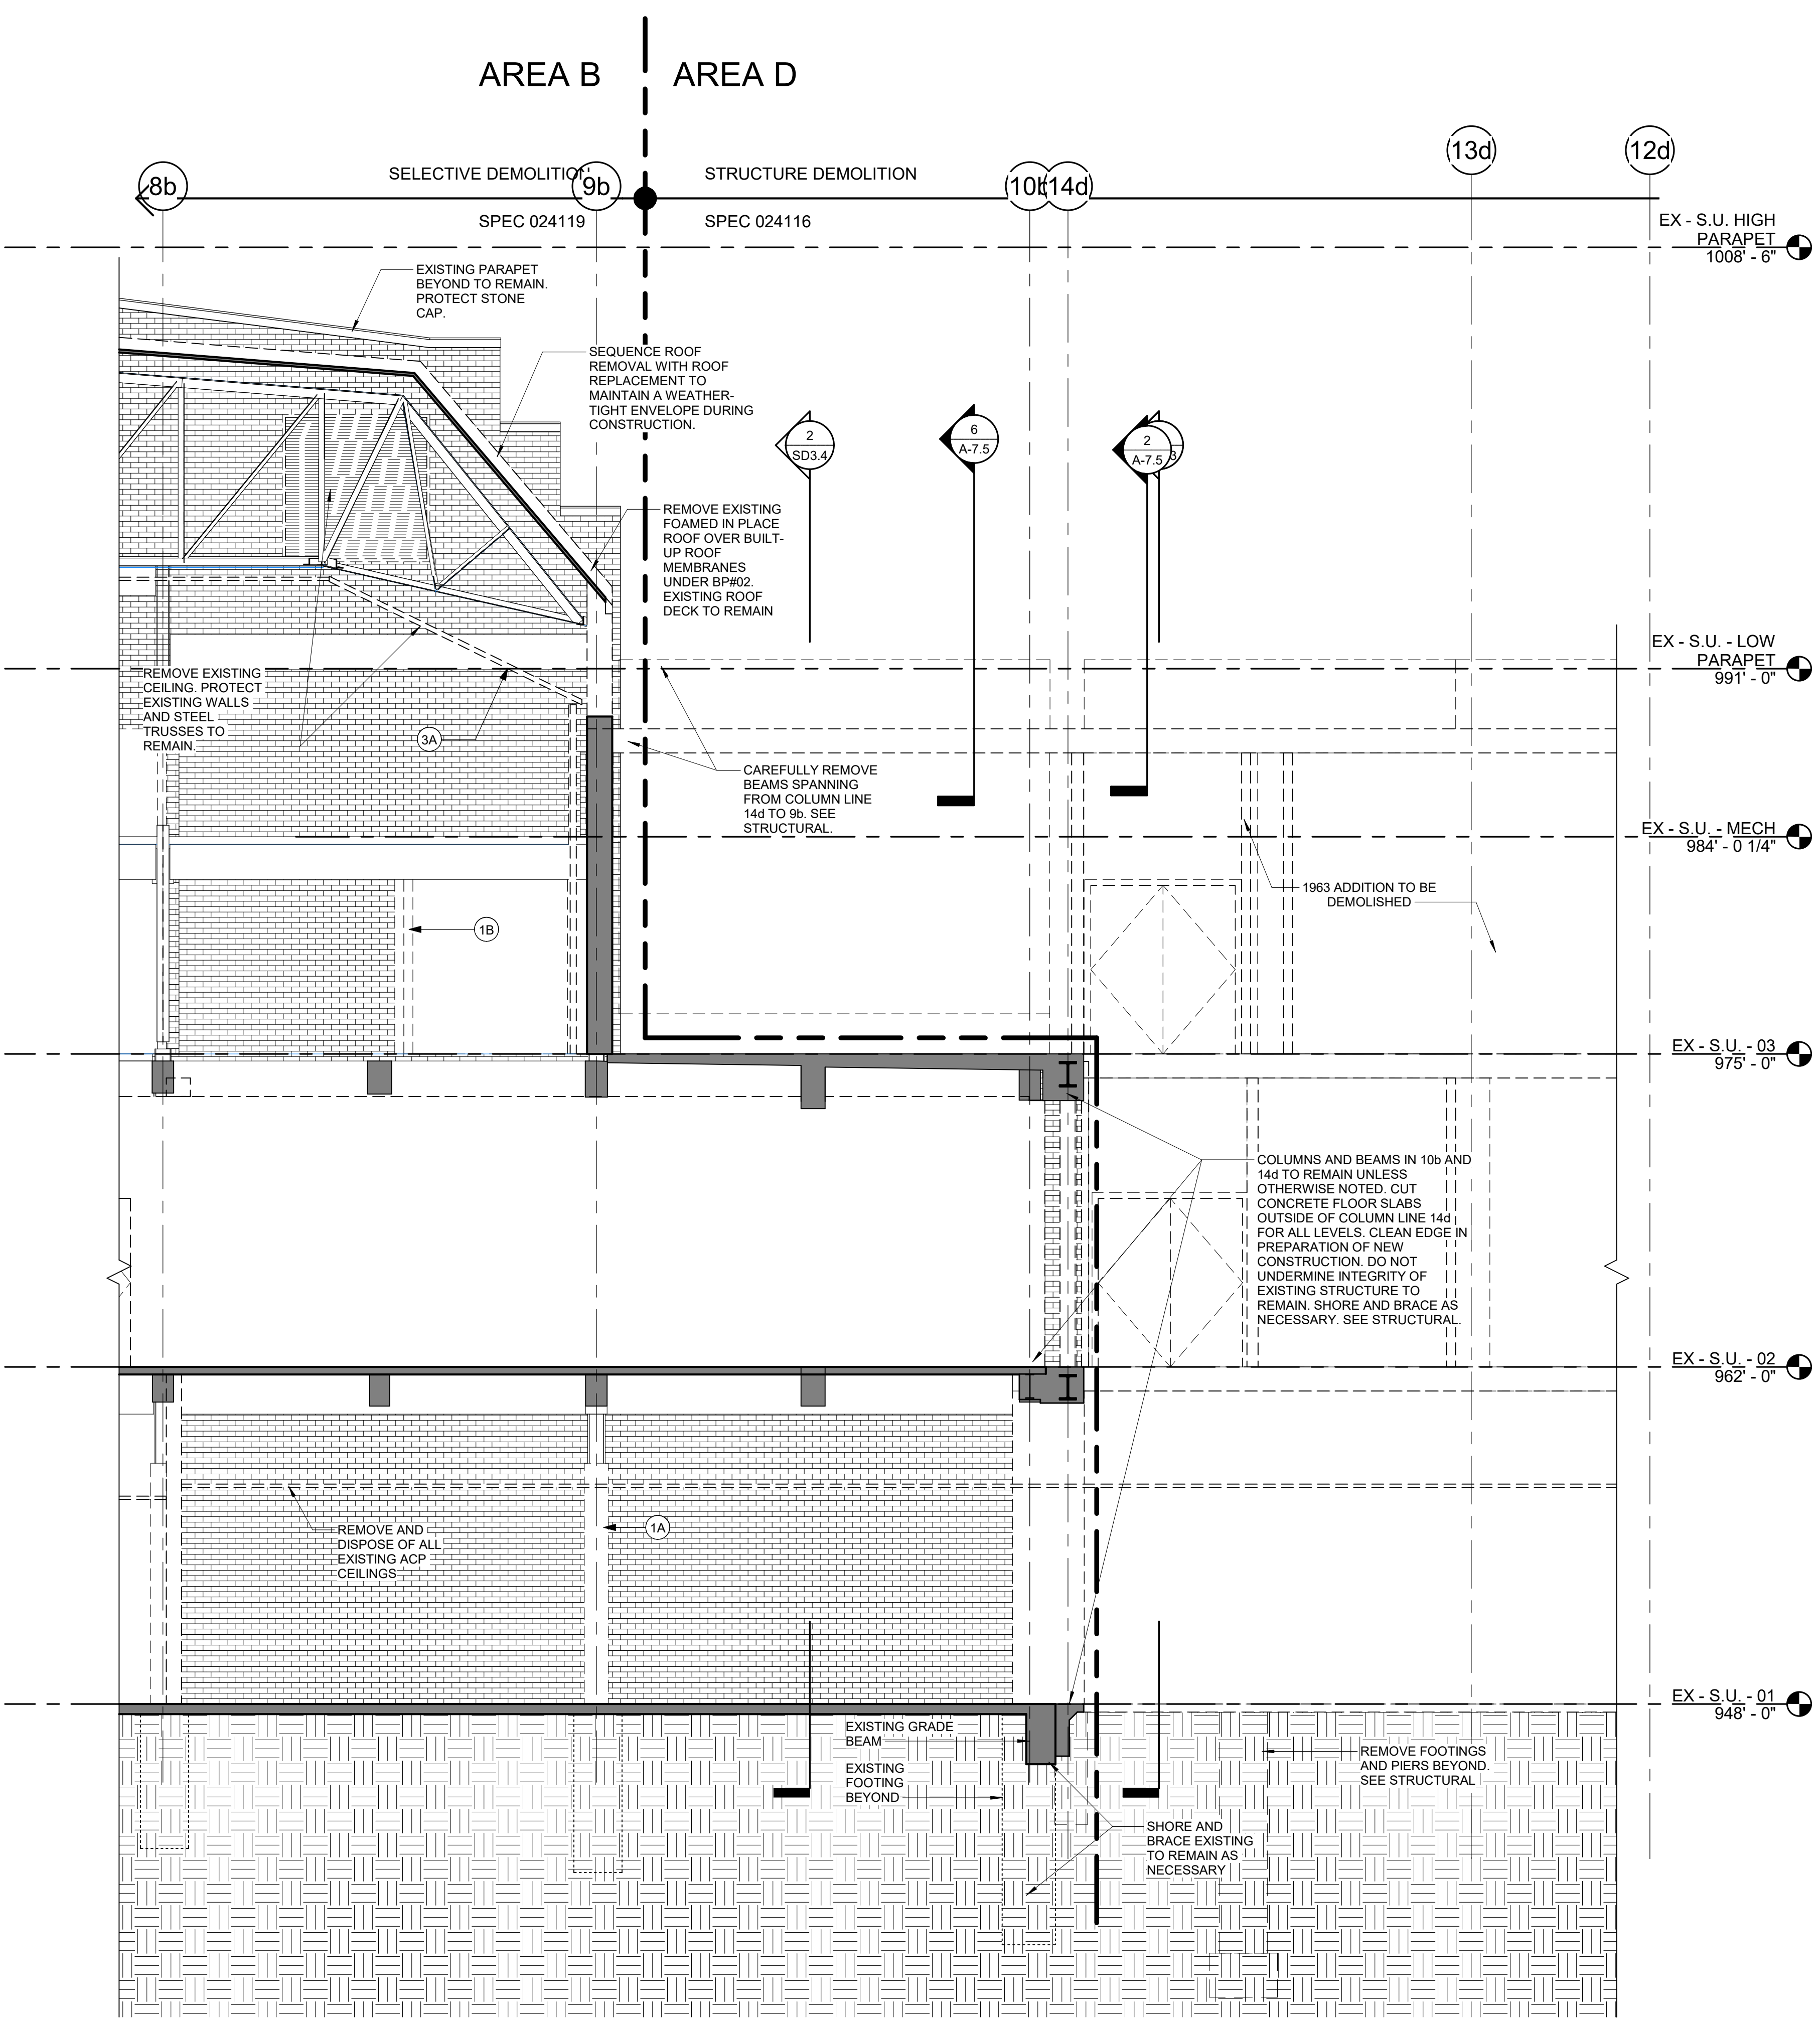 AREA B
AREA D
8b
SELECTIVE DEMOLITION
9b
STRUCTURE DEMOLITION
14d
13d
12d
SPEC 024119
SPEC 024116
EX - S.U. HIGH
PARAPET
1008' - 6"
EXISTING PARAPET
BEYOND TO REMAIN.
PROTECT STONE
CAP.
SEQUENCE ROOF
REMOVAL WITH ROOF
REPLACEMENT TO
MAINTAIN A WEATHER-
TIGHT ENVELOPE DURING
CONSTRUCTION.
2
SD3.4
6
A-7.5
2
A-7.5
3
REMOVE EXISTING
FOAMED IN PLACE
ROOF OVER BUILT-
UP ROOF
MEMBRANES
UNDER BP#02.
EXISTING ROOF
DECK TO REMAIN
EX - S.U. - LOW
PARAPET
991' - 0"
REMOVE EXISTING
CEILING. PROTECT
EXISTING WALLS
AND STEEL
TRUSSES TO
REMAIN.
3A
CAREFULLY REMOVE
BEAMS SPANNING
FROM COLUMN LINE
14d TO 9b. SEE
STRUCTURAL.
EX - S.U. - MECH
984' - 0 1/4"
1963 ADDITION TO BE
DEMOLISHED
1B
EX - S.U. - 03
975' - 0"
COLUMNS AND BEAMS IN 10b AND
14d TO REMAIN UNLESS
OTHERWISE NOTED. CUT
CONCRETE FLOOR SLABS
OUTSIDE OF COLUMN LINE 14d
FOR ALL LEVELS. CLEAN EDGE IN
PREPARATION OF NEW
CONSTRUCTION. DO NOT
UNDERMINE INTEGRITY OF
EXISTING STRUCTURE TO
REMAIN. SHORE AND BRACE AS
NECESSARY. SEE STRUCTURAL.
EX - S.U. - 02
962' - 0"
REMOVE AND
DISPOSE OF ALL
EXISTING ACP
CEILINGS
1A
EX - S.U. - 01
948' - 0"
EXISTING GRADE
BEAM
EXISTING
FOOTING
BEYOND
REMOVE FOOTINGS
AND PIERS BEYOND.
SEE STRUCTURAL
SHORE AND
BRACE EXISTING
TO REMAIN AS
NECESSARY